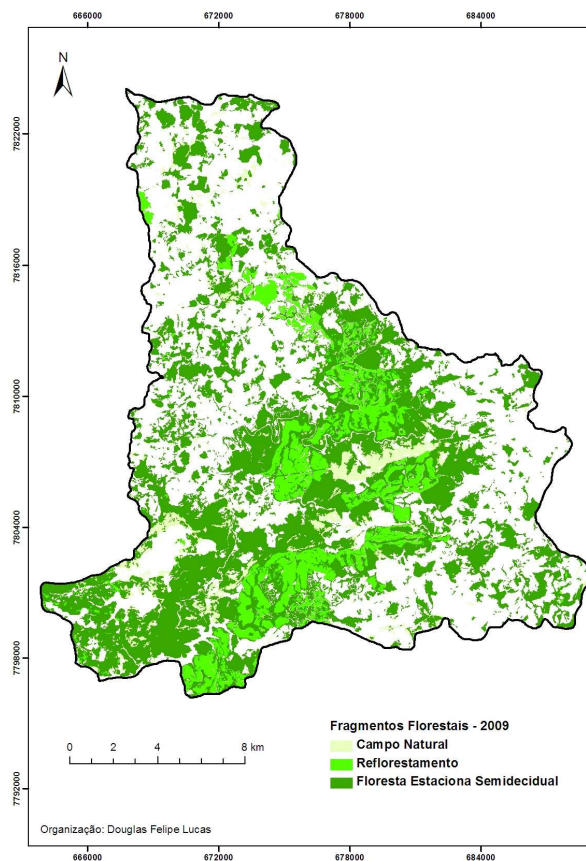 666000 672000 678000 684000
N
7822000
7816000
7810000
7804000
7798000
7792000
Fragmentos Florestais - 2009
Campo Natural
Reflorestamento
Floresta Estaciona Semidecidual
0 2 4 8 km
Organização: Douglas Felipe Lucas
666000 672000 678000 684000